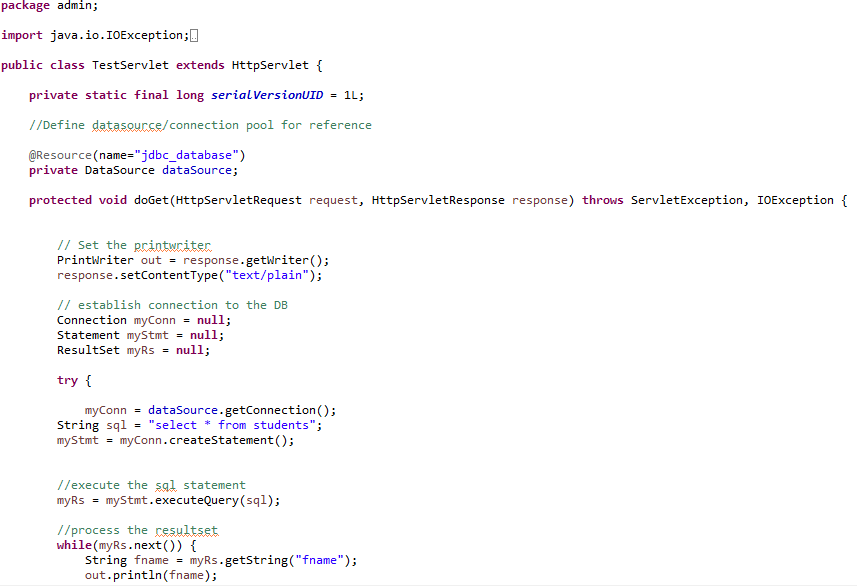 package admin;
import java.io.IOException;
public class TestServlet extends HttpServlet {
private static final long serialVersionUID = 1L;
//Define datasource/connection pool for reference
@Resource(name="jdbc_database")
private DataSource dataSource;
protected void doGet(HttpServletRequest request, HttpServletResponse response) throws ServletException, IOException {
// Set the printwriter
PrintWriter out = response.getWriter();
response.setContentType("text/plain");
// establish connection to the DB
Connection myConn = null;
Statement myStmt = null;
ResultSet myRs = null;
try {
myConn = dataSource.getConnection();
String sql = "select * from students";
myStmt = myConn.createStatement();
//execute the sql statement
myRs = myStmt.executeQuery(sql);
//process the resultset
while(myRs.next()) {
String fname = myRs.getString("fname");
out.println(fname);